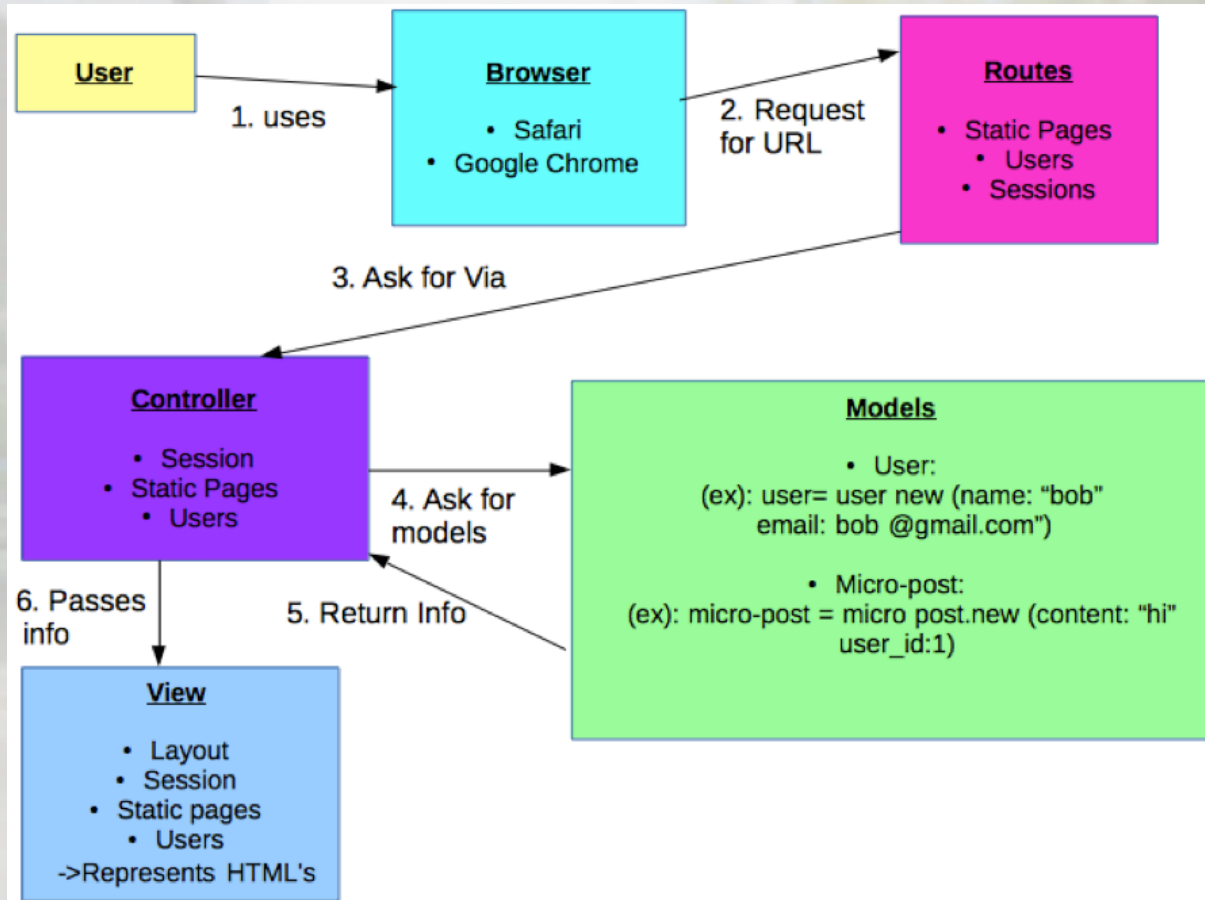 User
1. uses
Browser
• Safari
• Google Chrome
2. Request
for URL
Routes
• Static Pages
• Users
• Sessions
3. Ask for Via
Controller
• Session
• Static Pages
• Users
4. Ask for
models
Models
• User:
(ex): user= user new (name: “bob”
email: bob @gmail.com”)
• Micro-post:
(ex): micro-post = micro post.new (content: “hi”
user_id:1)
5. Return Info
6. Passes
info
View
• Layout
• Session
• Static pages
• Users
->Represents HTML's